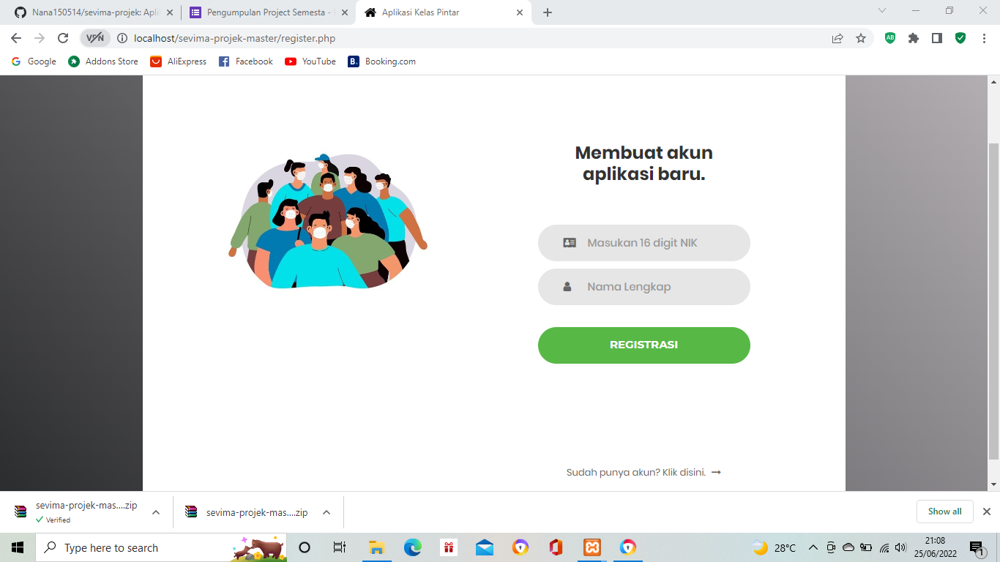 Nana150514/sevima-projek: Apli
Pengumpulan Project Semesta -
Aplikasi Kelas Pintar
VPN
localhost/sevima-projek-master/register.php
Google
Addons Store
AliExpress
Facebook
YouTube
B.
Booking.com
Membuat akun
aplikasi baru.
Masukan 16 digit NIK
Nama Lengkap
REGISTRASI
Sudah punya akun? Klik disini.
sevima-projek-mas....zip
Verified
sevima-projek-mas....zip
Show all
Type here to search
28°C
21:08
25/06/2022
1